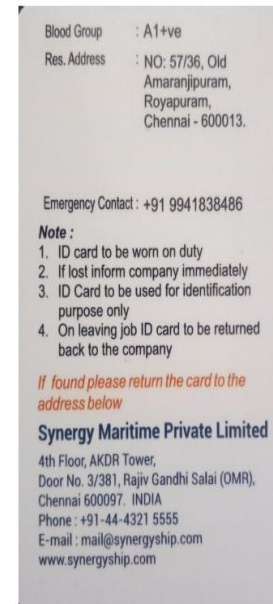 Blood Group : A1+ve
Res. Address : NO: 57/36, Old
Amaranjipuram,
Royapuram,
Chennai - 600013.
Emergency Contact : +91 9941838486
Note :
1. ID card to be worn on duty
2. If lost inform company immediately
3. ID Card to be used for identification
purpose only
4. On leaving job ID card to be returned
back to the company
If found please return the card to the
address below
Synergy Maritime Private Limited
4th Floor, AKDR Tower,
Door No. 3/381, Rajiv Gandhi Salai (OMR),
Chennai 600097. INDIA
Phone : +91-44-4321 5555
E-mail : mail@synergyship.com
www.synergyship.com